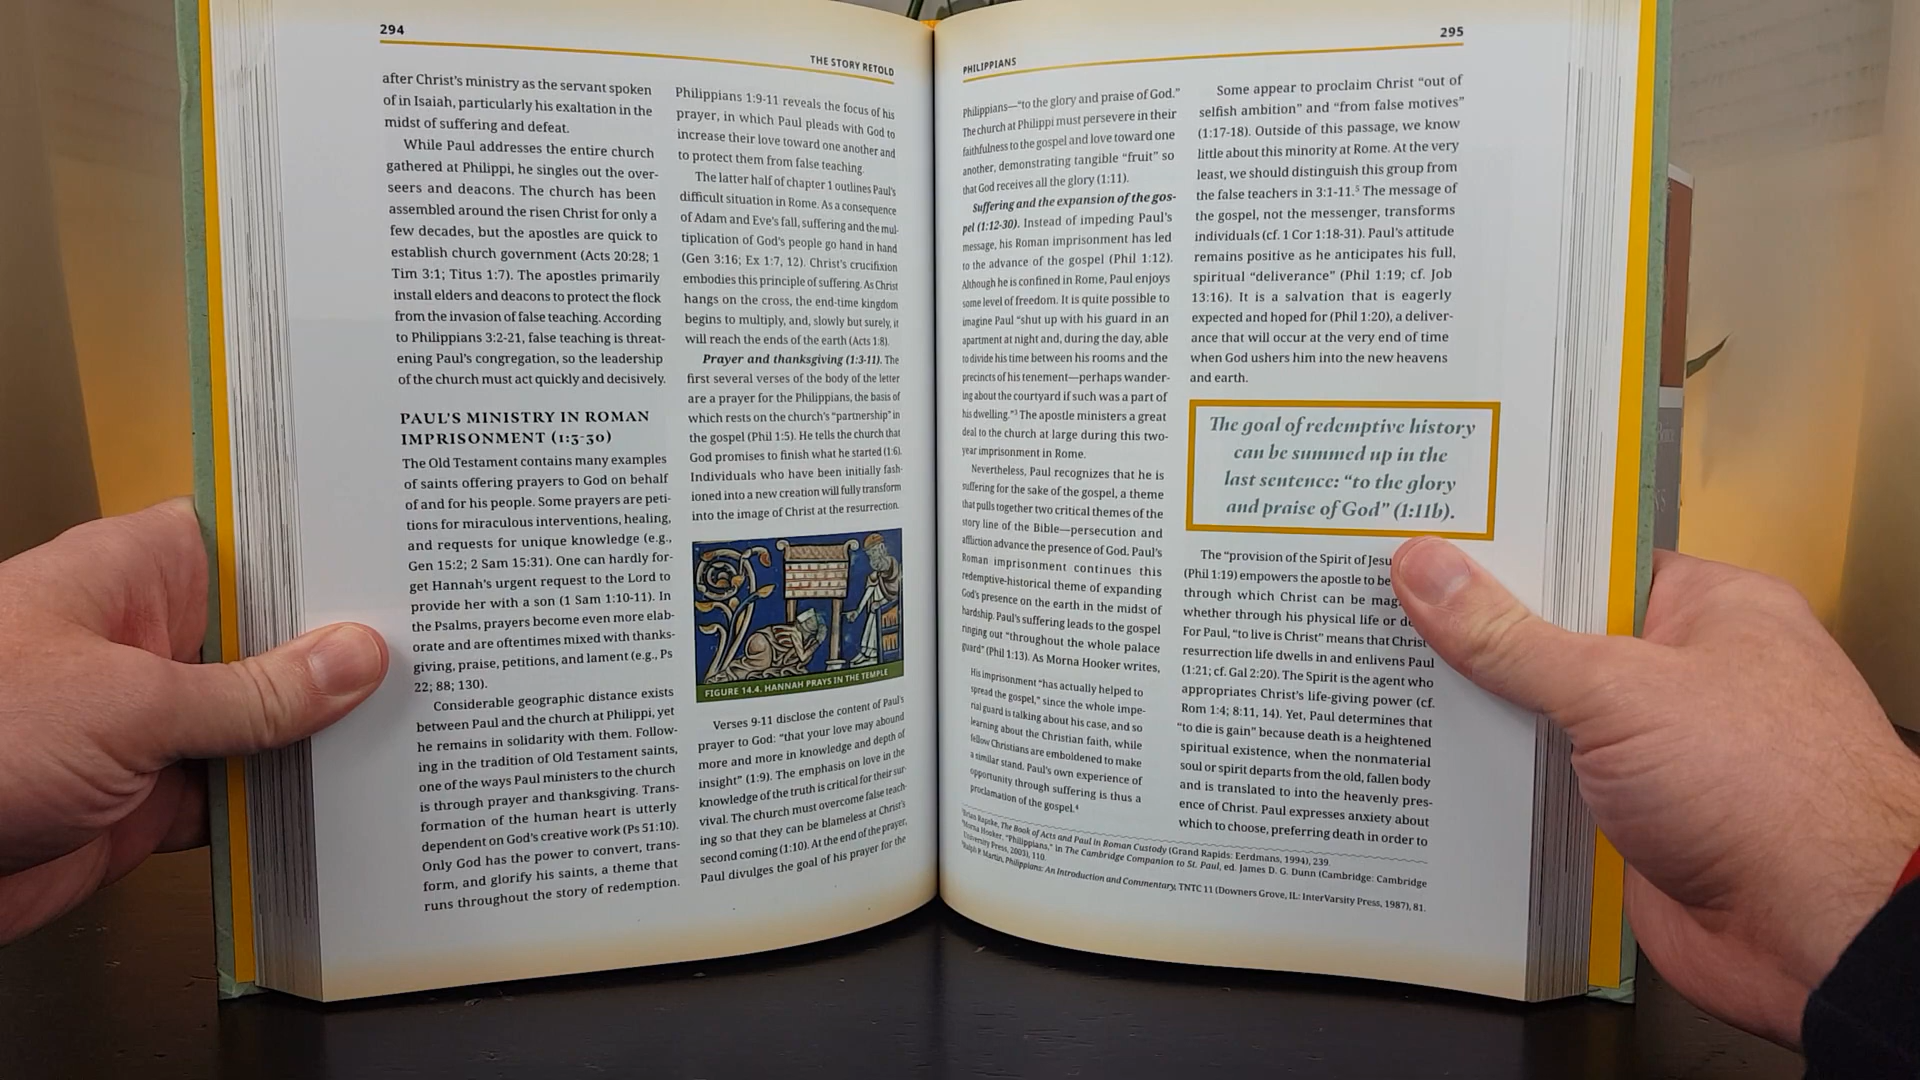 294
THE STORY RETOLD
after Christ's ministry as the servant spoken
of in Isaiah, particularly his exaltation in the
midst of suffering and defeat.
While Paul addresses the entire church
gathered at Philippi, he singles out the over-
seers and deacons. The church has been
assembled around the risen Christ for only a
few decades, but the apostles are quick to
establish church government (Acts 20:28; 1
Tim 3:1; Titus 1:7). The apostles primarily
install elders and deacons to protect the flock
from the invasion of false teaching. According
to Philippians 3:2-21, false teaching is threat-
ening Paul's congregation, so the leadership
of the church must act quickly and decisively.
PAUL'S MINISTRY IN ROMAN
IMPRISONMENT (1:3-30)
The Old Testament contains many examples
of saints offering prayers to God on behalf
of and for his people. Some prayers are peti-
tions for miraculous interventions, healing,
and requests for unique knowledge (e.g.,
Gen 15:2; 2 Sam 15:31). One can hardly for-
get Hannah's urgent request to the Lord to
provide her with a son (1 Sam 1:10-11). In
the Psalms, prayers become even more elab-
orate and are oftentimes mixed with thanks-
giving, praise, petitions, and lament (e.g., Ps
22; 88; 130).
Considerable geographic distance exists
between Paul and the church at Philippi, yet
he remains in solidarity with them. Follow-
ing in the tradition of Old Testament saints,
one of the ways Paul ministers to the church
is through prayer and thanksgiving. Trans-
formation of the human heart is utterly
dependent on God's creative work (Ps 51:10).
Only God has the power to convert, trans-
form, and glorify his saints, a theme that
runs throughout the story of redemption.
Philippians 1:9-11 reveals the focus of his
prayer, in which Paul pleads with God to
increase their love toward one another and
to protect them from false teaching.
The latter half of chapter 1 outlines Paul's
difficult situation in Rome. As a consequence
of Adam and Eve's fall, suffering and the mul-
tiplication of God's people go hand in hand
(Gen 3:16; Ex 1:7, 12). Christ's crucifixion
embodies this principle of suffering. As Christ
hangs on the cross, the end-time kingdom
begins to multiply, and, slowly but surely, it
will reach the ends of the earth (Acts 1:8).
Prayer and thanksgiving (1:3-11). The
first several verses of the body of the letter
are a prayer for the Philippians, the basis of
which rests on the church's "partnership" in
the gospel (Phil 1:5). He tells the church that
God promises to finish what he started (1:6).
Individuals who have been initially fash-
ioned into a new creation will fully transform
into the image of Christ at the resurrection.
FIGURE 14.4. HANNAH PRAYS IN THE TEMPLE
Verses 9-11 disclose the content of Paul's
prayer to God: "that your love may abound
more and more in knowledge and depth of
insight" (1:9). The emphasis on love in the
knowledge of the truth is critical for their sur-
vival. The church must overcome false teach-
ing so that they can be blameless at Christ's
second coming (1:10). At the end of the prayer,
Paul divulges the goal of his prayer for the
PHILIPPIANS
295
Philippians—"to the glory and praise of God."
The church at Philippi must persevere in their
faithfulness to the gospel and love toward one
another, demonstrating tangible "fruit" so
that God receives all the glory (1:11).
Suffering and the expansion of the gos-
pel (1:12-30). Instead of impeding Paul's
message, his Roman imprisonment has led
to the advance of the gospel (Phil 1:12).
Although he is confined in Rome, Paul enjoys
some level of freedom. It is quite possible to
imagine Paul "shut up with his guard in an
apartment at night and, during the day, able
to divide his time between his rooms and the
precincts of his tenement—perhaps wander-
ing about the courtyard if such was a part of
his dwelling."3 The apostle ministers a great
deal to the church at large during this two-
year imprisonment in Rome.
Nevertheless, Paul recognizes that he is
suffering for the sake of the gospel, a theme
that pulls together two critical themes of the
story line of the Bible—persecution and
affliction advance the presence of God. Paul's
Roman imprisonment continues this
redemptive-historical theme of expanding
God's presence on the earth in the midst of
hardship. Paul's suffering leads to the gospel
ringing out "throughout the whole palace
guard" (Phil 1:13). As Morna Hooker writes,
His imprisonment "has actually helped to
spread the gospel," since the whole impe-
rial guard is talking about his case, and so
learning about the Christian faith, while
fellow Christians are emboldened to make
a similar stand. Paul's own experience of
opportunity through suffering is thus a
proclamation of the gospel.4
Some appear to proclaim Christ "out of
selfish ambition" and "from false motives"
(1:17-18). Outside of this passage, we know
little about this minority at Rome. At the very
least, we should distinguish this group from
the false teachers in 3:1-11.5 The message of
the gospel, not the messenger, transforms
individuals (cf. 1 Cor 1:18-31). Paul's attitude
remains positive as he anticipates his full,
spiritual "deliverance" (Phil 1:19; cf. Job
13:16). It is a salvation that is eagerly
expected and hoped for (Phil 1:20), a deliver-
ance that will occur at the very end of time
when God ushers him into the new heavens
and earth.
The goal of redemptive history
can be summed up in the
last sentence: "to the glory
and praise of God" (1:11b).
The "provision of the Spirit of Jesu
(Phil 1:19) empowers the apostle to be
through which Christ can be mag
whether through his physical life or de
For Paul, "to live is Christ" means that Christ
resurrection life dwells in and enlivens Paul
(1:21; cf. Gal 2:20). The Spirit is the agent who
appropriates Christ's life-giving power (cf.
Rom 1:4; 8:11, 14). Yet, Paul determines that
"to die is gain" because death is a heightened
spiritual existence, when the nonmaterial
soul or spirit departs from the old, fallen body
and is translated to into the heavenly pres-
ence of Christ. Paul expresses anxiety about
which to choose, preferring death in order to
3Brian Rapske, The Book of Acts and Paul in Roman Custody (Grand Rapids: Eerdmans, 1994), 239.
4Morna Hooker, "Philippians," in The Cambridge Companion to St. Paul, ed. James D. G. Dunn (Cambridge: Cambridge
University Press, 2003), 110.
5Ralph P. Martin, Philippians: An Introduction and Commentary, TNTC 11 (Downers Grove, IL: InterVarsity Press, 1987), 81.